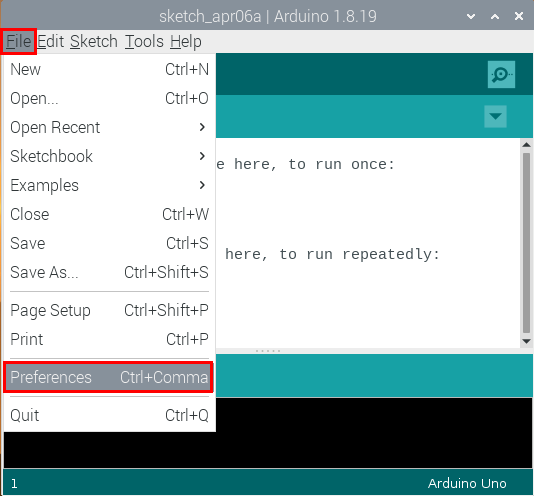 sketch_apr06a | Arduino 1.8.19
File Edit Sketch Tools Help
New Ctrl+N
Open... Ctrl+O
Open Recent
Sketchbook
Examples
Close Ctrl+W
Save Ctrl+S
Save As... Ctrl+Shift+S
Page Setup Ctrl+Shift+P
Print Ctrl+P
Preferences Ctrl+Comma
Quit Ctrl+Q
e here, to run once:
here, to run repeatedly:
1 Arduino Uno